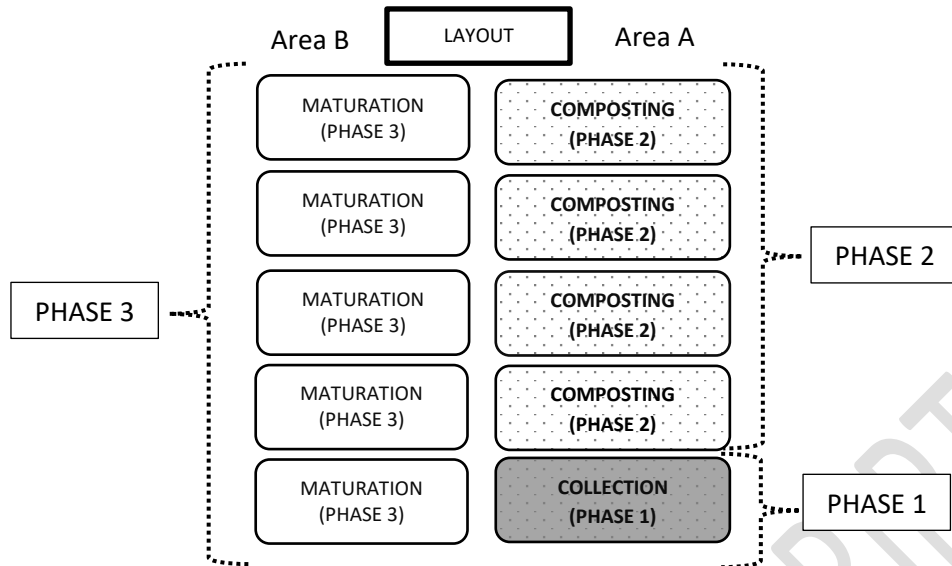 Area B
LAYOUT
Area A
MATURATION
(PHASE 3)
COMPOSTING
(PHASE 2)
MATURATION
(PHASE 3)
COMPOSTING
(PHASE 2)
PHASE 2
MATURATION
(PHASE 3)
COMPOSTING
(PHASE 2)
PHASE 3
MATURATION
(PHASE 3)
COMPOSTING
(PHASE 2)
MATURATION
(PHASE 3)
COLLECTION
(PHASE 1)
PHASE 1